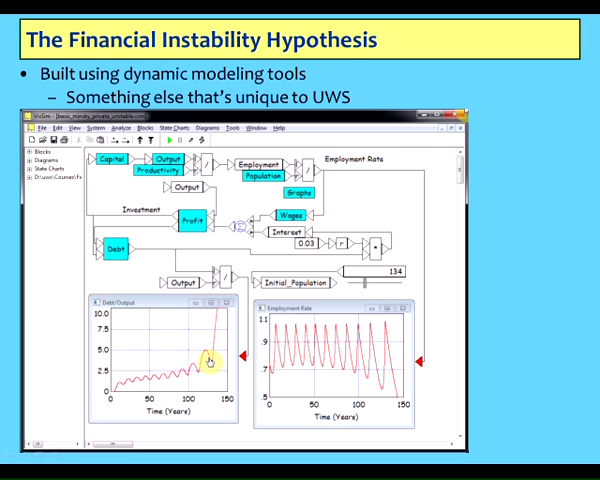 The Financial Instability Hypothesis
• Built using dynamic modeling tools
– Something else that's unique to UWS
VisSim - [basic_minsky_private_unstable.
File Edit View System Analyze Blocks State Charts Diagrams Tools Window Help
Blocks
Diagrams
State Charts
D:\uws\Courses\Fi
Capital Output / Employment / Employment Rate
Productivity Population
Output Graphs
Investment Profit Wages
Interest
0.03 r *
Debt
134
Output / Initial_Population
Debt/Output
10.0
7.5
5.0
2.5
0
0 50 100 150
Time (Years)
Employment Rate
1.1
.9
.7
.5
0 50 100 150
Time (Years)